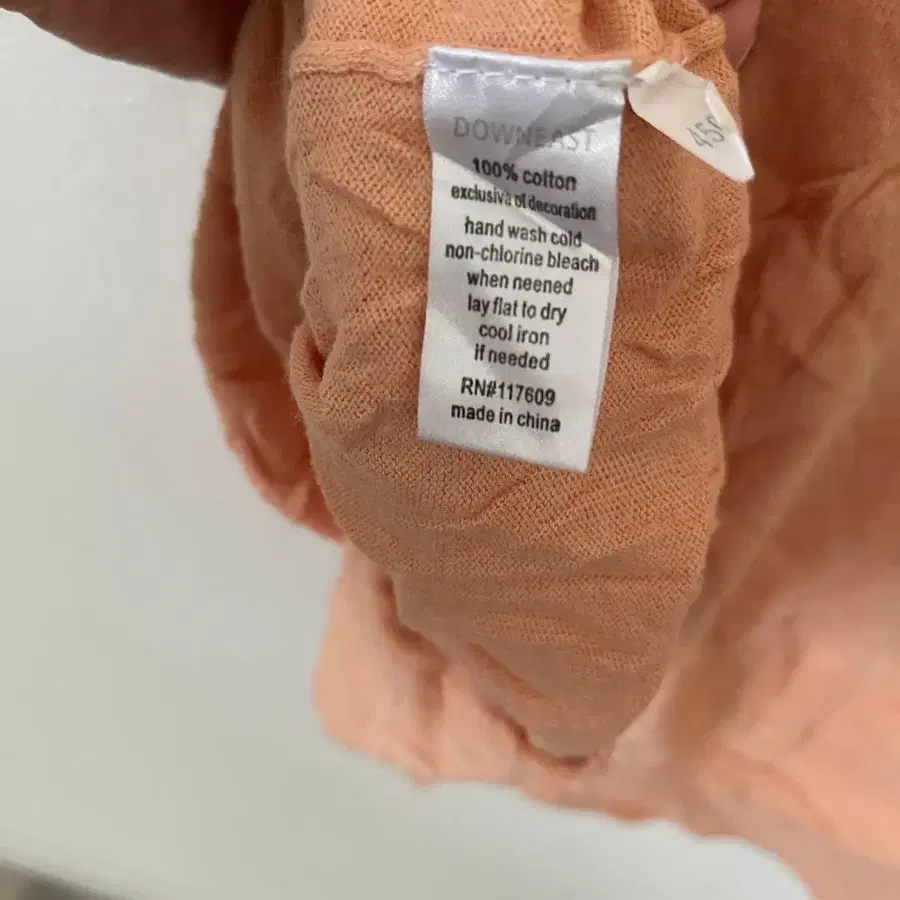 DOWNEAST
100% cotton
exclusive of decoration
hand wash cold
non-chlorine bleach
when neened
lay flat to dry
cool iron
if needed
RN#117609
made in china